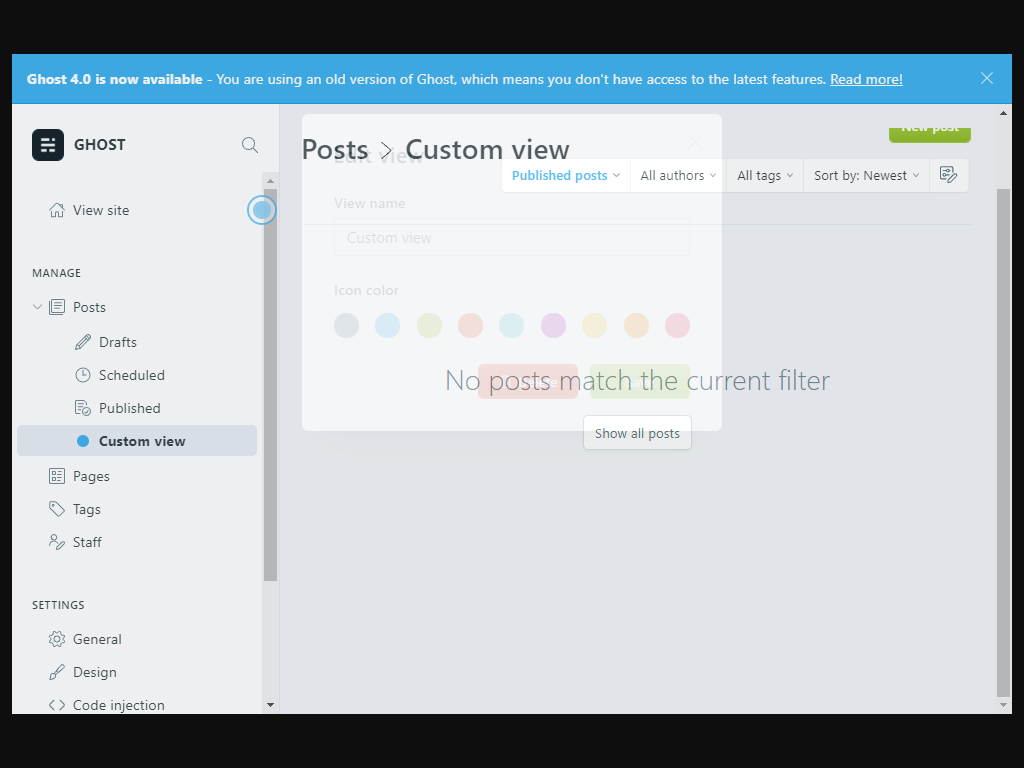 Ghost 4.0 is now available - You are using an old version of Ghost, which means you don't have access to the latest features. Read more!
GHOST
View site
MANAGE
Posts
Drafts
Scheduled
Published
Custom view
Pages
Tags
Staff
SETTINGS
General
Design
Code injection
Posts > Custom view
New post
Edit view
Published posts
All authors
All tags
Sort by: Newest
View name
Custom view
Icon color
No posts match the current filter
Show all posts